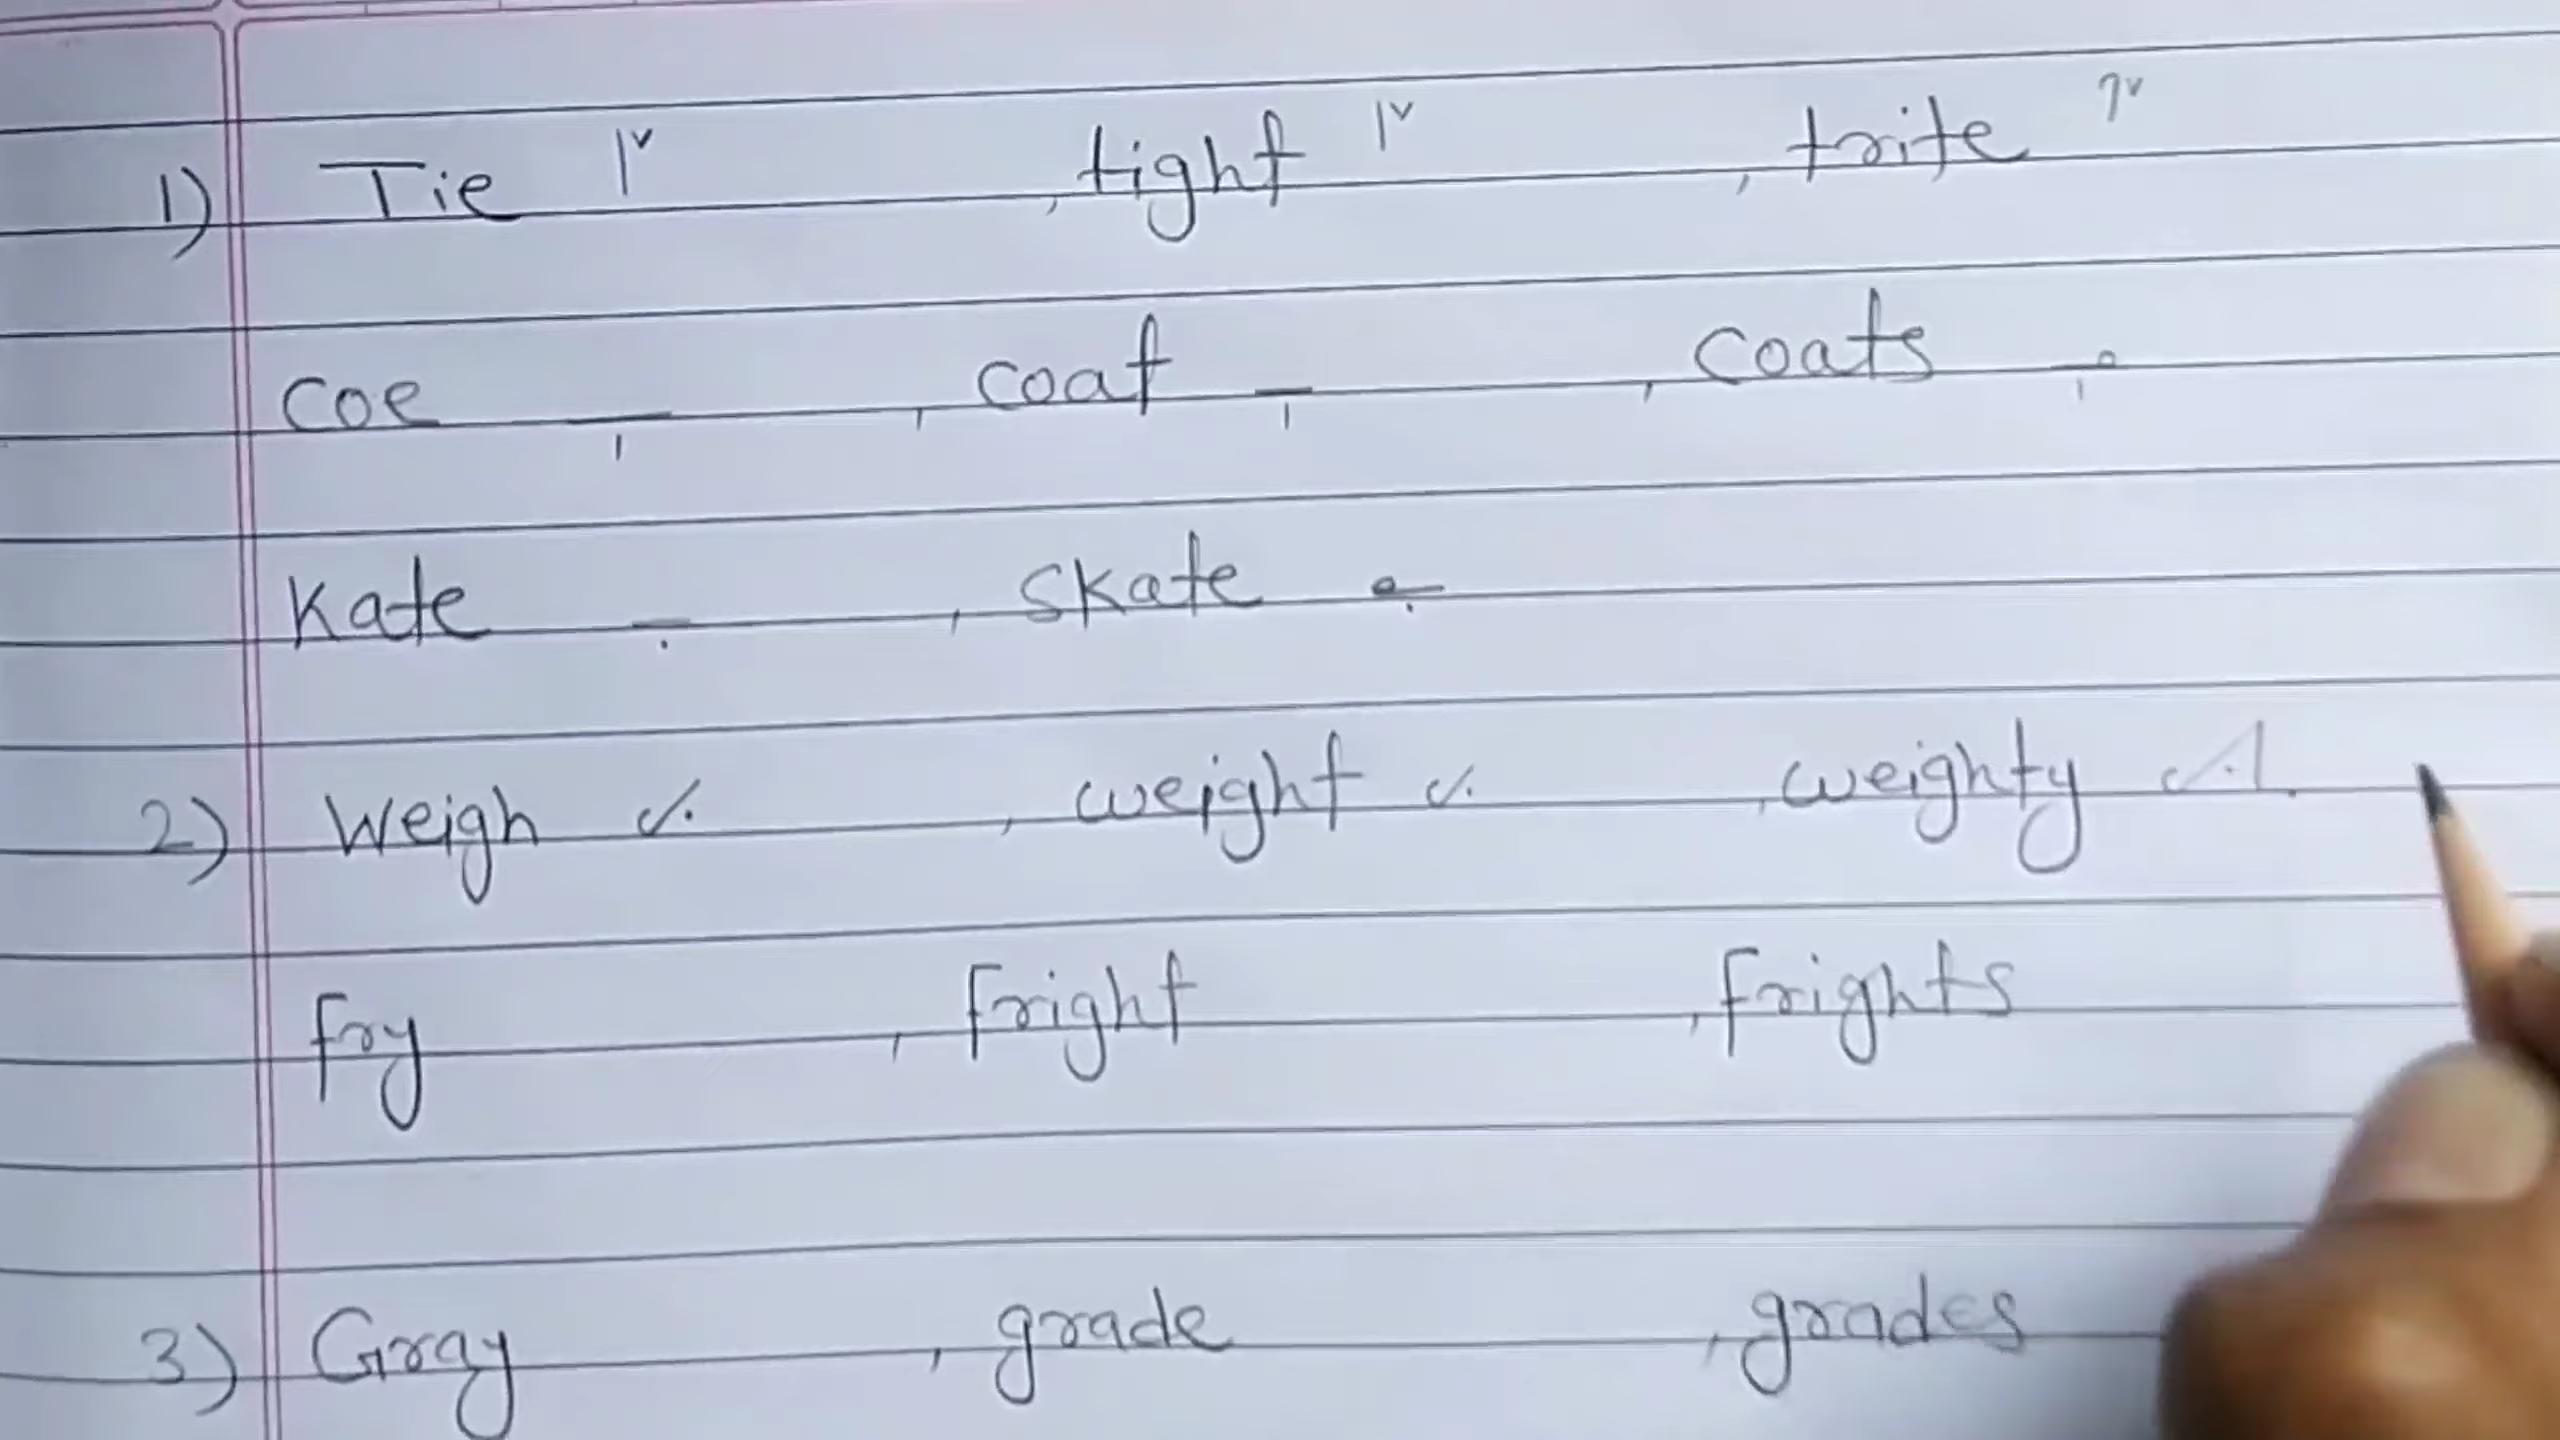 1) Tie , tight , trite
coe , coat , coats
Kate , skate
2) Weigh , weight , weighty
fry , fright , frights
3) Gray , grade , grades